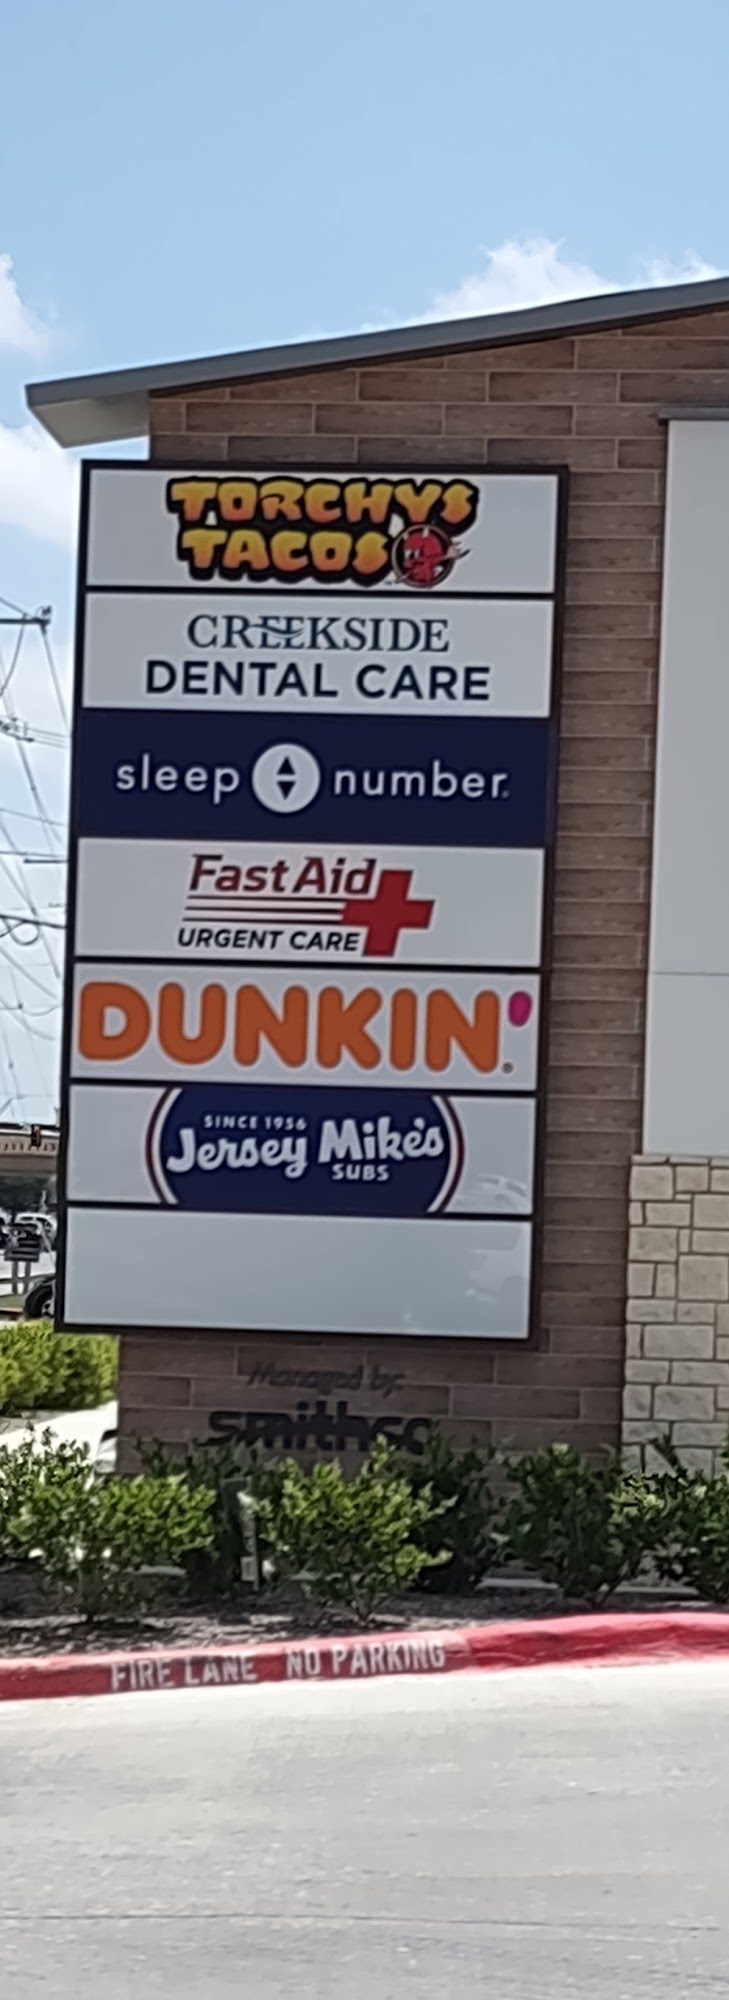 TORCHYS
TACOS
CREEKSIDE
DENTAL CARE
sleep number
Fast Aid
URGENT CARE
DUNKIN'
SINCE 1956
Jersey Mike's
SUBS
Managed by:
FIRE LANE NO PARKING